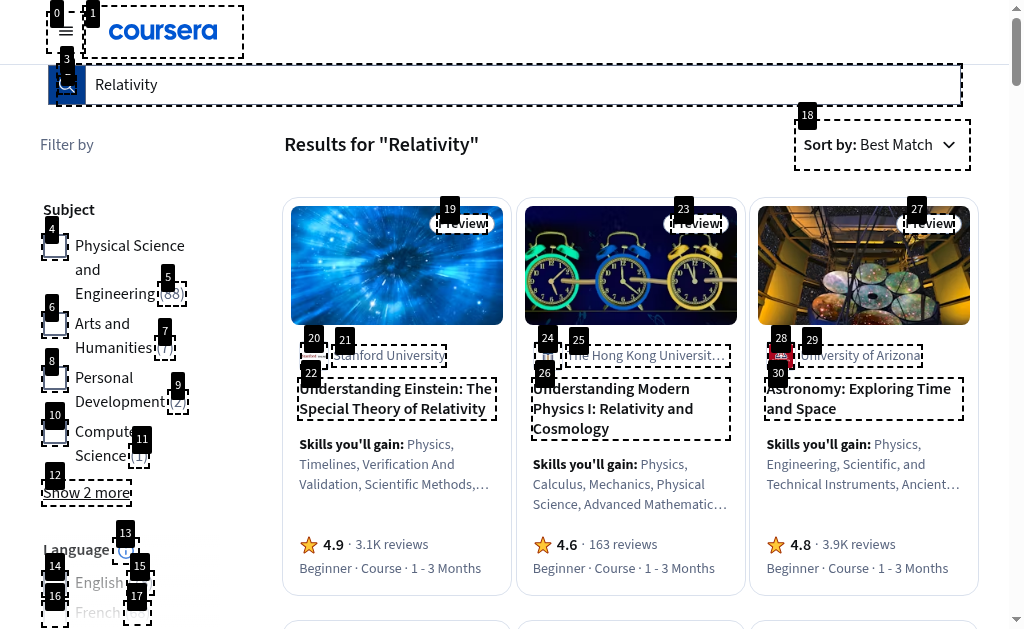 coursera
Relativity
Filter by
Results for "Relativity"
Sort by: Best Match
Subject
Physical Science
and
Engineering (88)
Arts and
Humanities
Personal
Development (2)
Computer
Science (1)
Show 2 more
Language
English
French
Preview
Stanford University
Understanding Einstein: The
Special Theory of Relativity
Skills you'll gain: Physics,
Timelines, Verification And
Validation, Scientific Methods,…
4.9 · 3.1K reviews
Beginner · Course · 1 - 3 Months
Preview
The Hong Kong Universit…
Understanding Modern
Physics I: Relativity and
Cosmology
Skills you'll gain: Physics,
Calculus, Mechanics, Physical
Science, Advanced Mathematic…
4.6 · 163 reviews
Beginner · Course · 1 - 3 Months
Preview
University of Arizona
Astronomy: Exploring Time
and Space
Skills you'll gain: Physics,
Engineering, Scientific, and
Technical Instruments, Ancient…
4.8 · 3.9K reviews
Beginner · Course · 1 - 3 Months
0
1
3
4
5
6
7
8
9
10
11
12
13
14
15
16
17
18
19
20
21
22
23
24
25
26
27
28
29
30